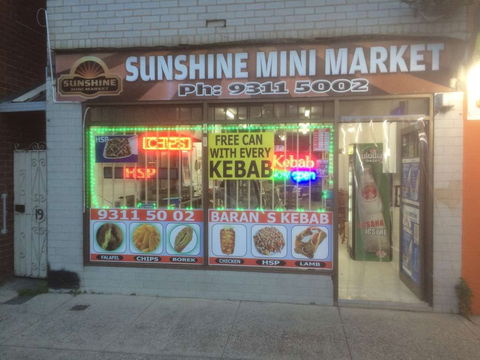 SUNSHINE
MINI MARKET
SUNSHINE MINI MARKET
Ph: 9311 5002
HSP
HSP
FREE CAN
WITH EVERY
KEBAB
Kebab
open
9311 50 02
BARAN`S KEBAB
FALAFEL
CHIPS
BOREK
CHICKEN
HSP
LAMB
19